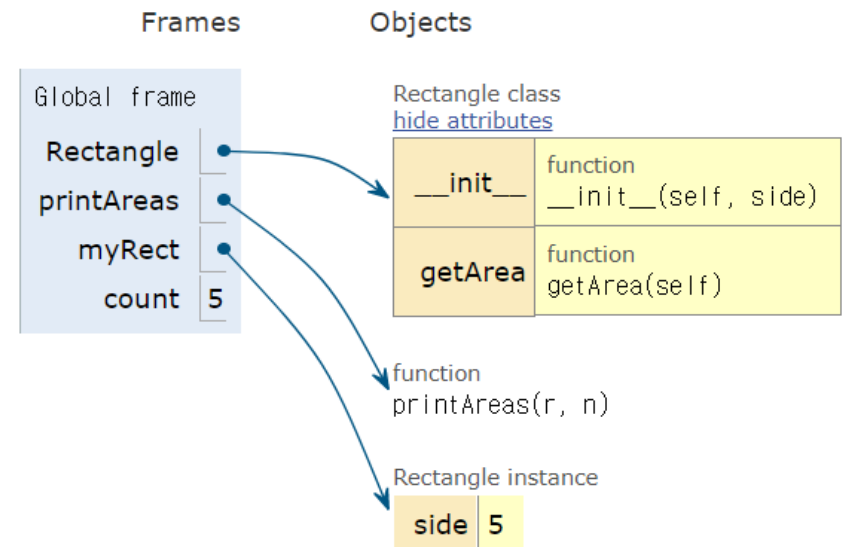 Frames
Objects
Global frame
Rectangle
printAreas
myRect
count 5
Rectangle class
hide attributes
__init__
function
__init__(self, side)
getArea
function
getArea(self)
function
printAreas(r, n)
Rectangle instance
side 5